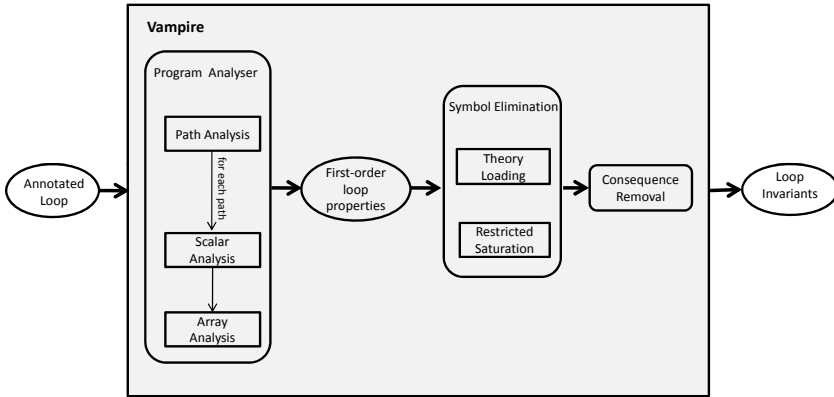 Vampire
Program Analyser
Path Analysis
for each path
Scalar
Analysis
Array
Analysis
Annotated
Loop
First-order
loop
properties
Symbol Elimination
Theory
Loading
Restricted
Saturation
Consequence
Removal
Loop
Invariants